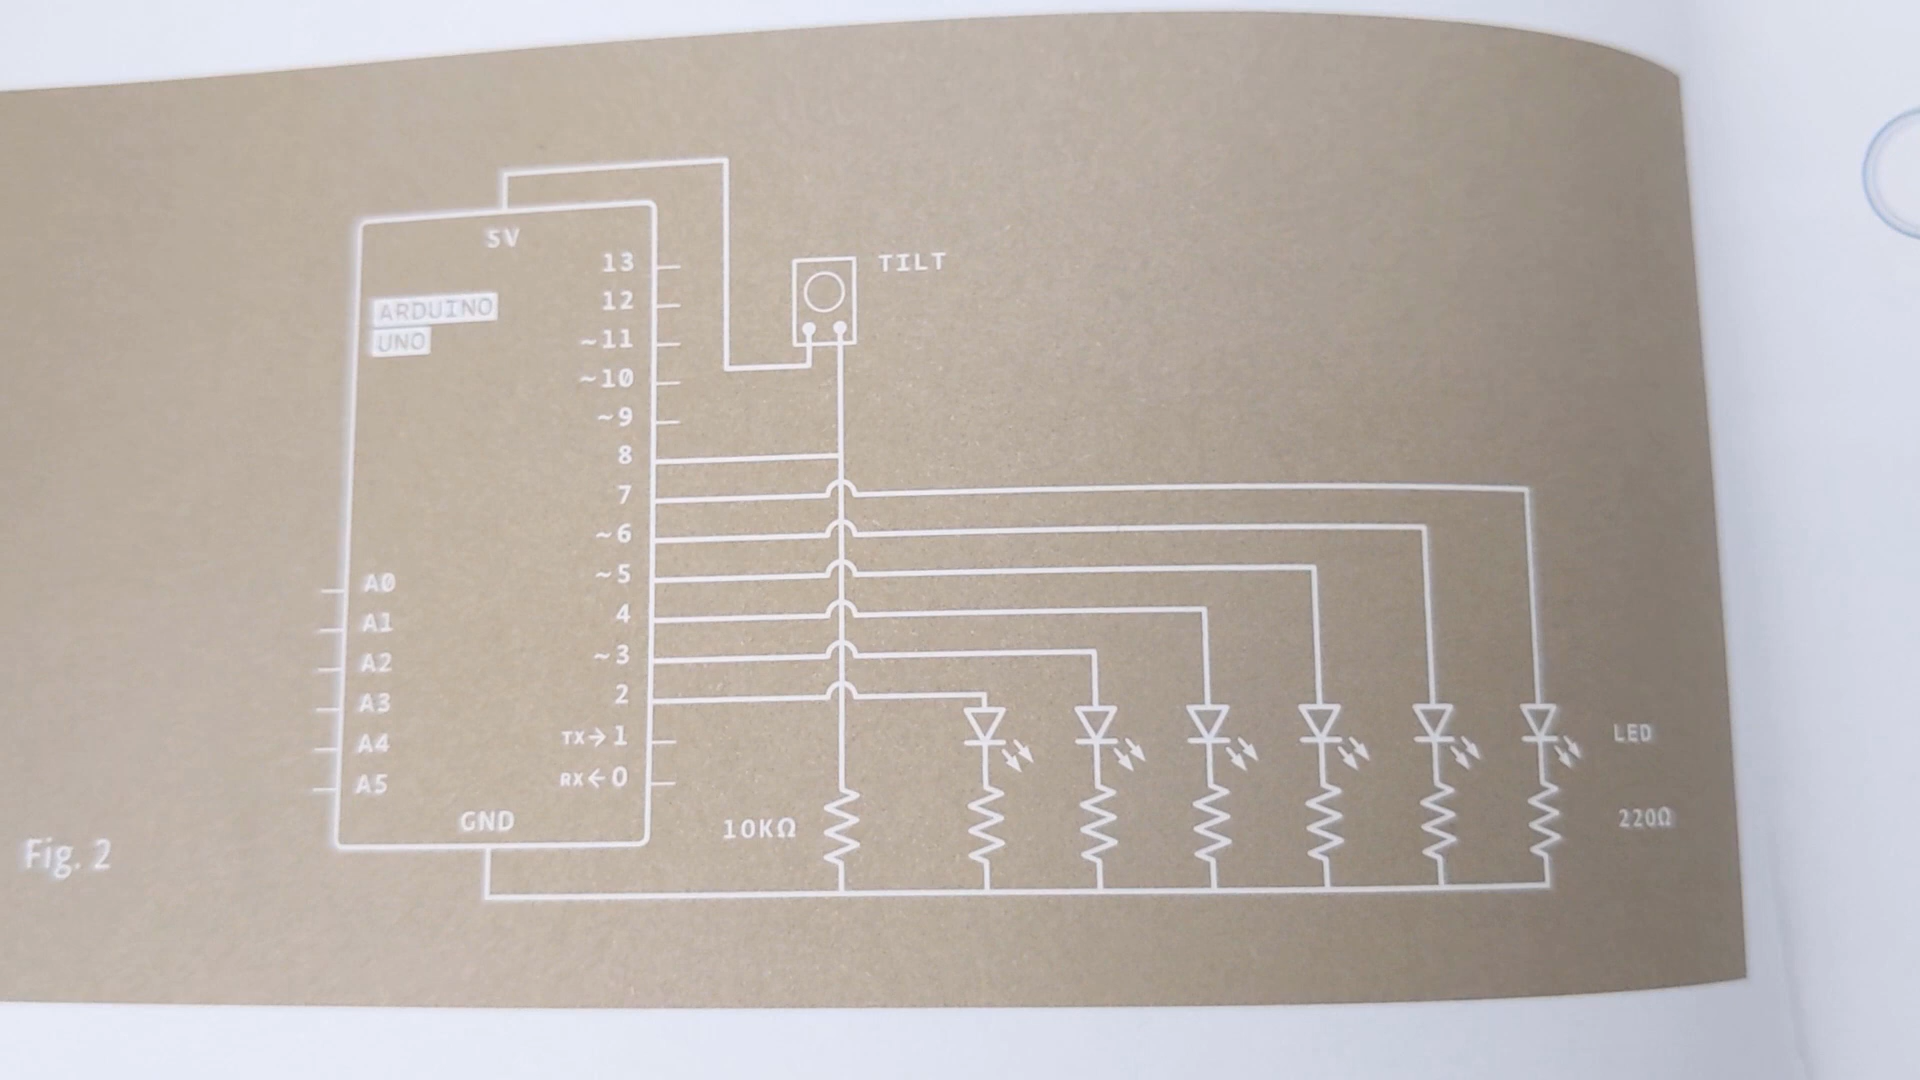 5V
ARDUINO
UNO
13
12
~11
~10
~9
8
7
~6
~5
4
~3
2
TX→1
RX←0
A0
A1
A2
A3
A4
A5
GND
TILT
10KΩ
LED
220Ω
Fig. 2